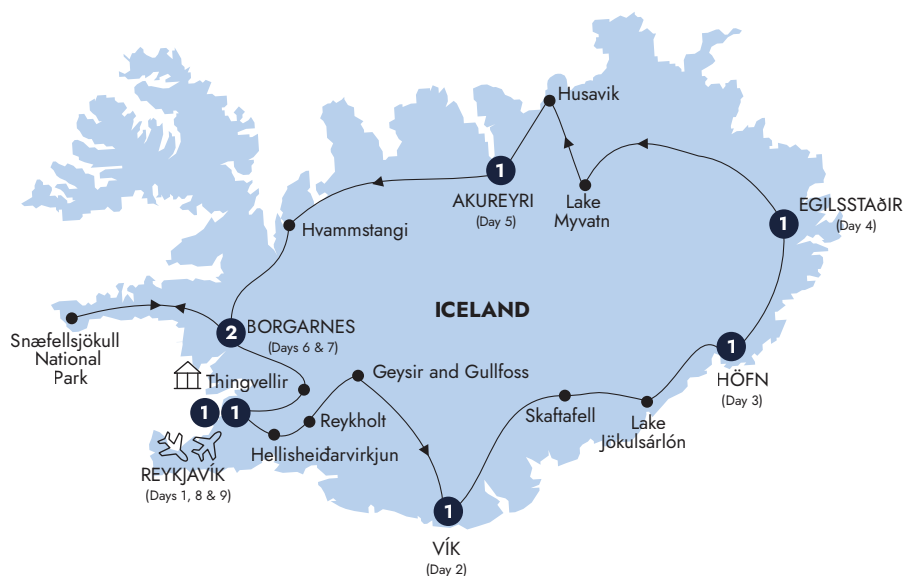 Husavik
1
AKUREYRI
(Day 5)
Lake
Myvatn
EGILSSTAðIR
1
(Day 4)
Hvammstangi
ICELAND
Snæfellsjökull
National
Park
2
BORGARNES
(Days 6 & 7)
1
HÖFN
(Day 3)
Thingvellir
Geysir and Gullfoss
1
1
Reykholt
Skaftafell
Lake
Jökulsárlón
Hellisheiðarvirkjun
REYKJAVÍK
(Days 1, 8 & 9)
1
VÍK
(Day 2)